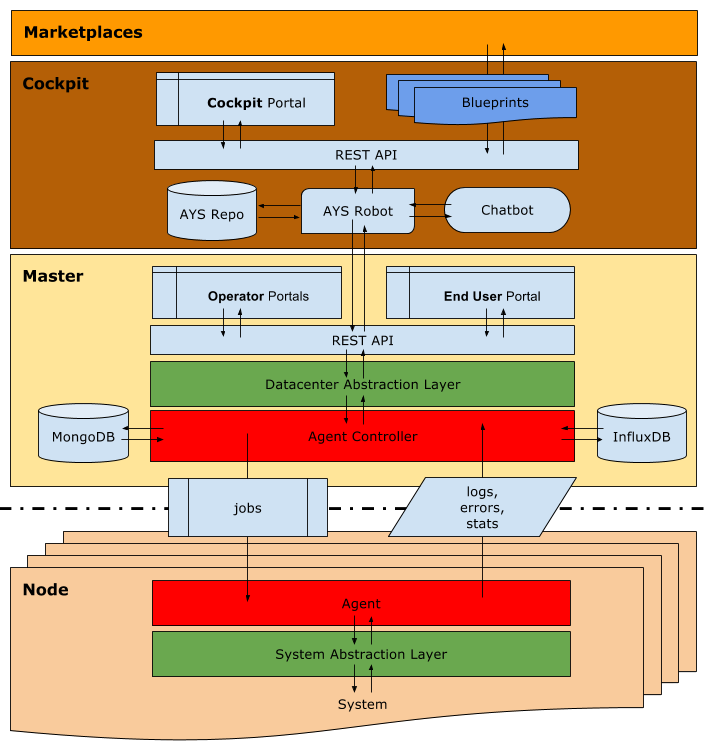 Marketplaces
Cockpit
Cockpit Portal
Blueprints
REST API
AYS Repo
AYS Robot
Chatbot
Master
Operator Portals
End User Portal
REST API
Datacenter Abstraction Layer
MongoDB
Agent Controller
InfluxDB
jobs
logs,
errors,
stats
Node
Agent
System Abstraction Layer
System